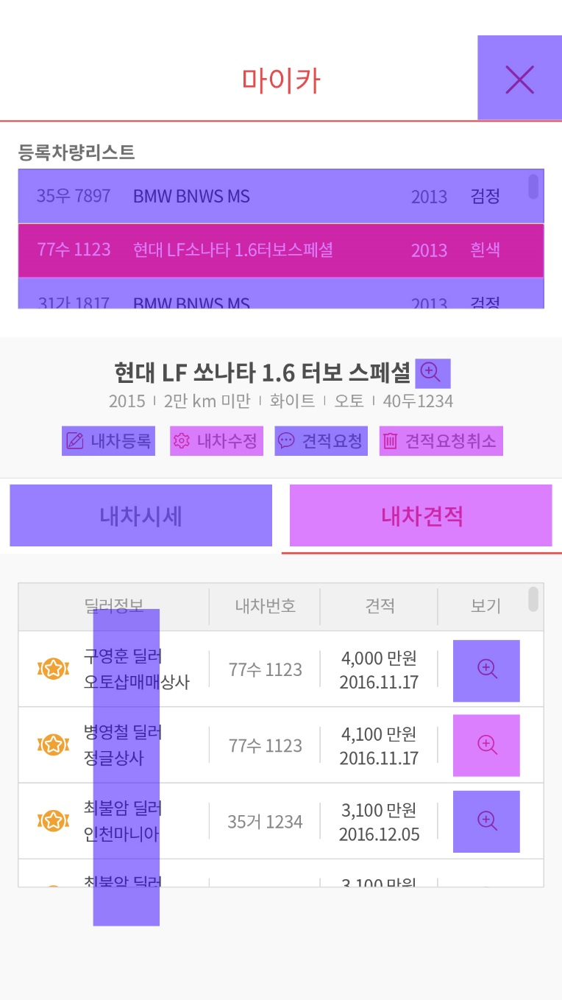 마이카
등록차량리스트
35우 7897 BMW BNWS MS 2013 검정
77수 1123 현대 LF소나타 1.6터보스페셜 2013 흰색
31가 1817 BMW BNWS MS 2013 검정
현대 LF 쏘나타 1.6 터보 스페셜
2015 | 2만 km 미만 | 화이트 | 오토 | 40두1234
내차등록 내차수정 견적요청 견적요청취소
내차시세 내차견적
딜러정보 내차번호 견적 보기
구영훈 딜러
오토샵매매상사
77수 1123
4,000 만원
2016.11.17
병영철 딜러
정글상사
77수 1123
4,100 만원
2016.11.17
최불암 딜러
인천마니아
35거 1234
3,100 만원
2016.12.05
최불암 딜러
3,100 만원